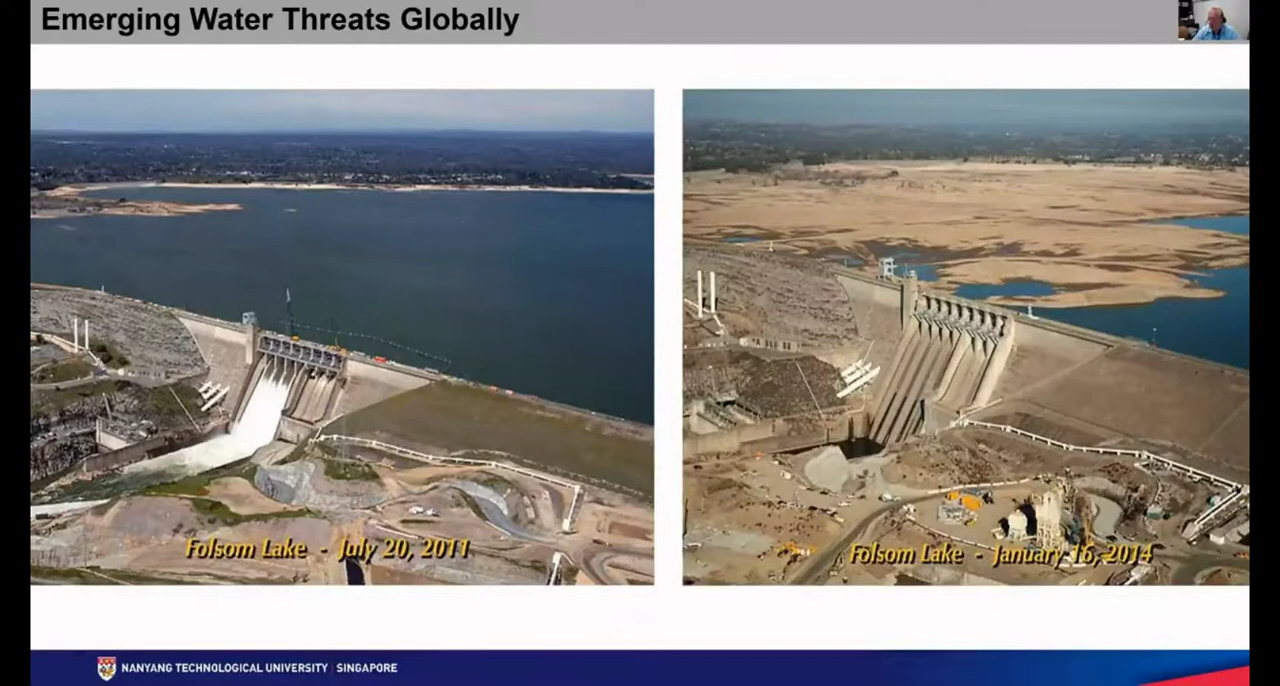 Emerging Water Threats Globally
Folsom Lake - July 20, 2011
Folsom Lake - January 16, 2014
NANYANG TECHNOLOGICAL UNIVERSITY SINGAPORE